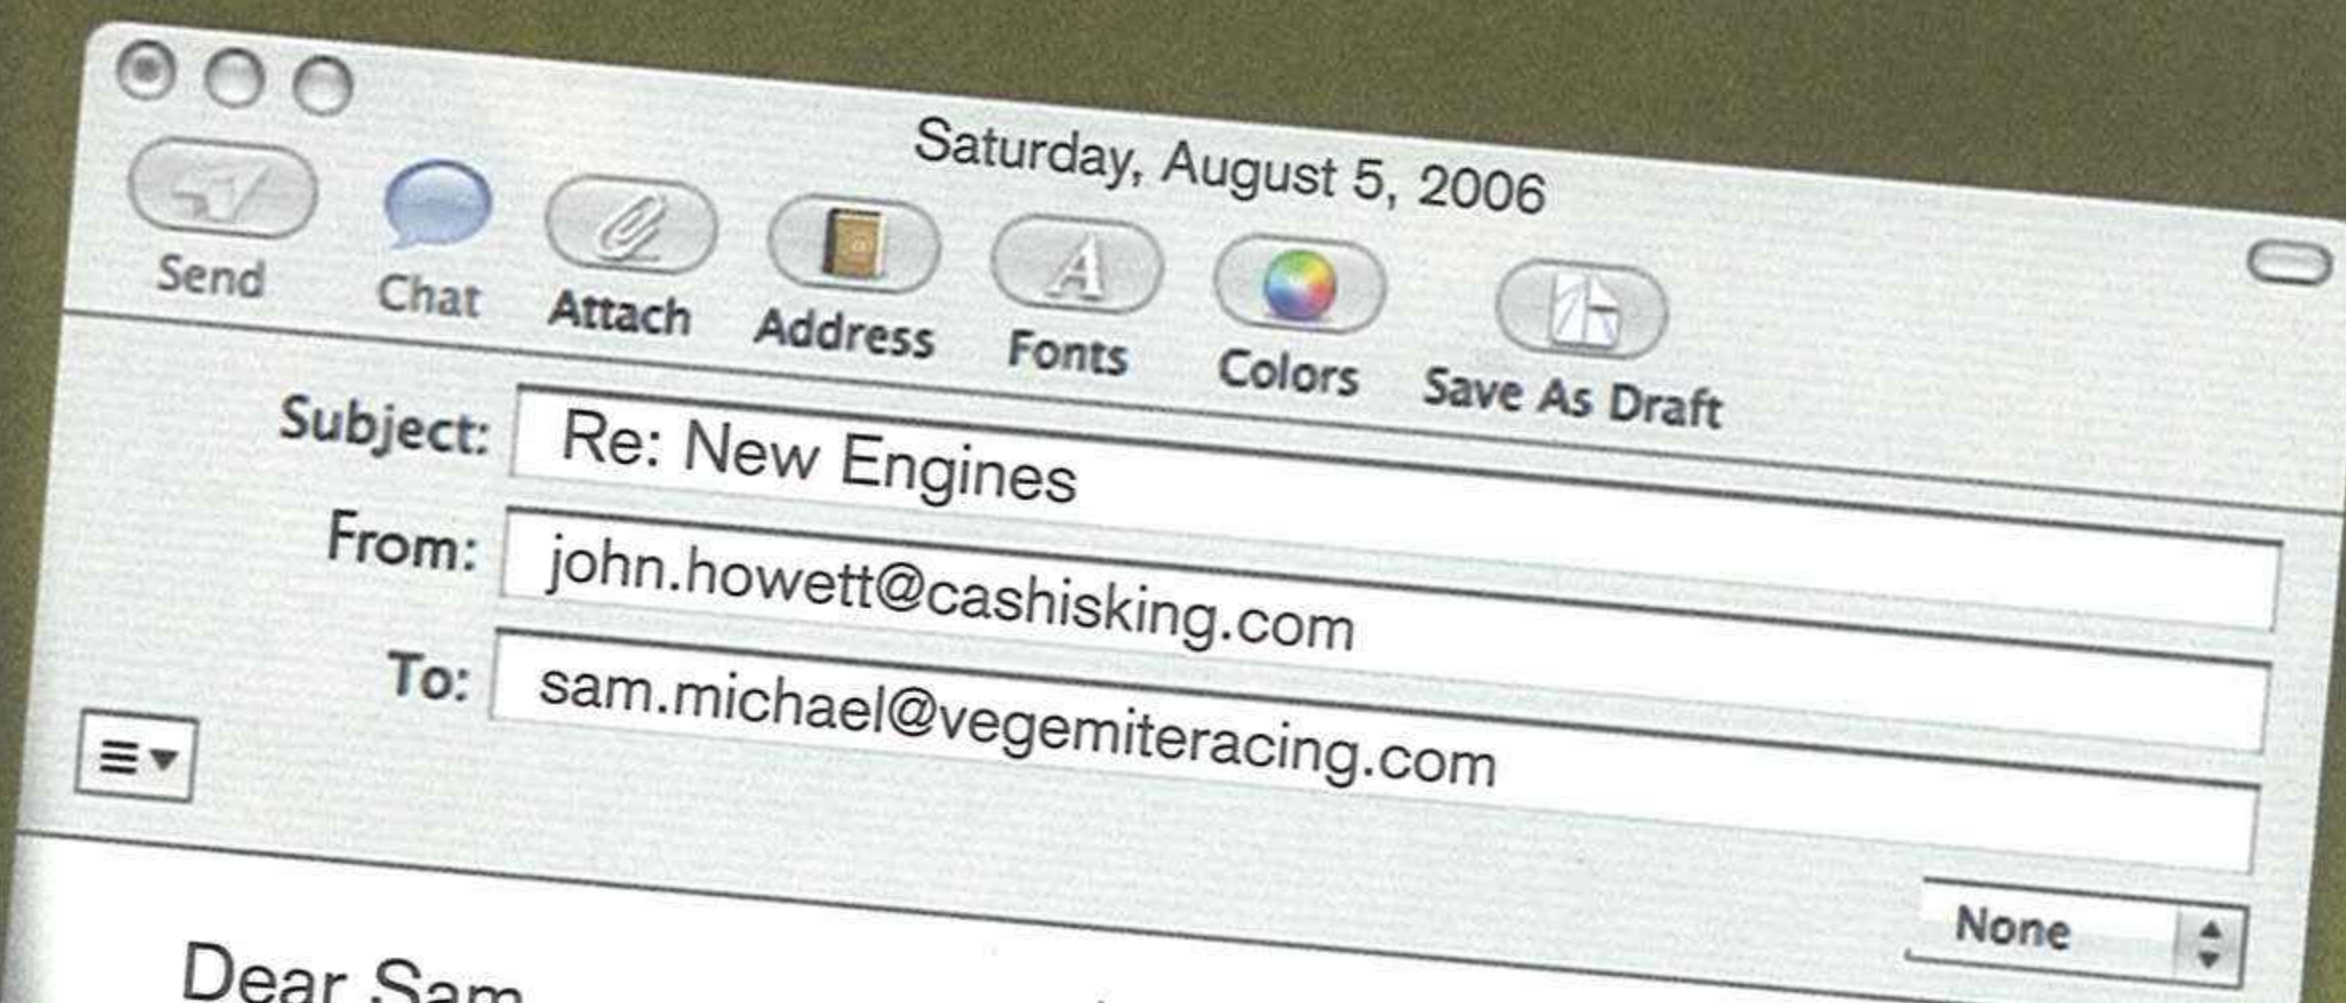 Saturday, August 5, 2006
Send Chat Attach Address Fonts Colors Save As Draft
Subject: Re: New Engines
From: john.howett@cashisking.com
To: sam.michael@vegemiteracing.com
None
Dear Sam